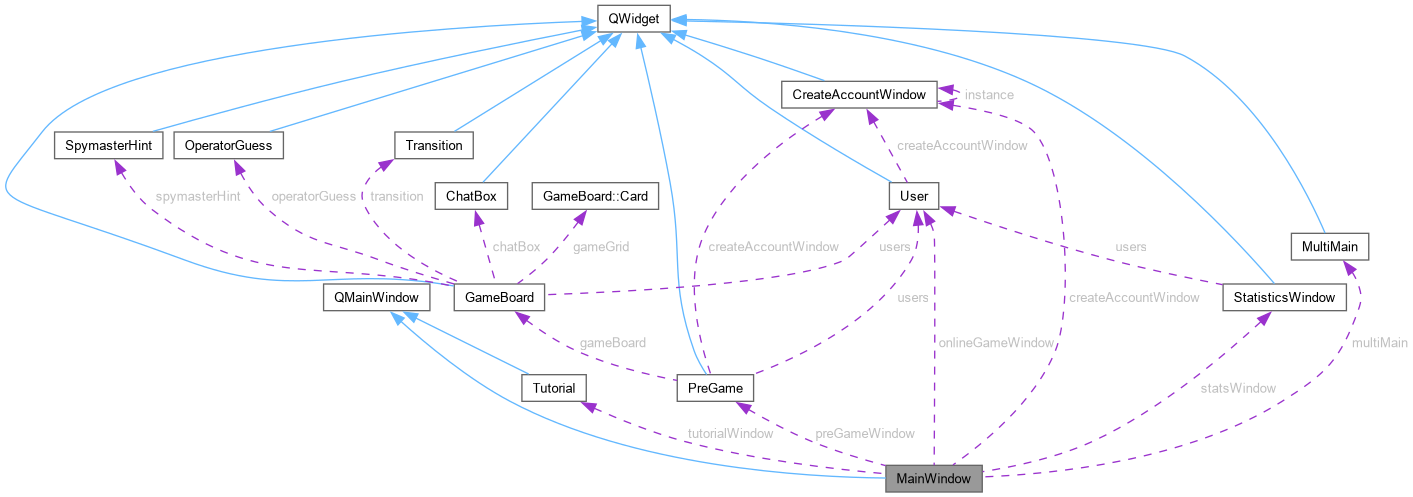 QWidget
CreateAccountWindow
instance
SpymasterHint
OperatorGuess
Transition
createAccountWindow
ChatBox
GameBoard::Card
User
spymasterHint
operatorGuess
transition
chatBox
gameGrid
createAccountWindow
users
users
MultiMain
QMainWindow
GameBoard
users
createAccountWindow
StatisticsWindow
gameBoard
onlineGameWindow
multiMain
Tutorial
PreGame
statsWindow
tutorialWindow
preGameWindow
MainWindow